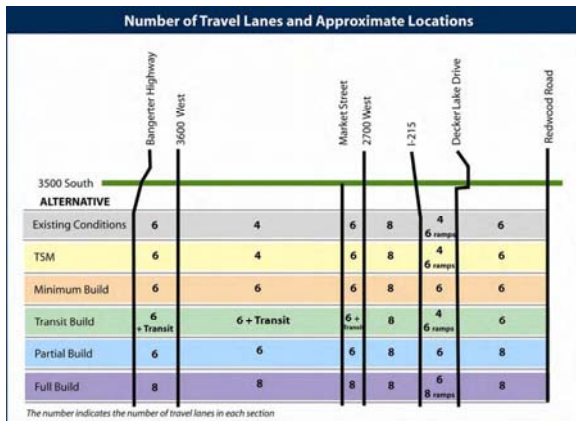 Number of Travel Lanes and Approximate Locations
Bangerter Highway
3600 West
Market Street
2700 West
I-215
Decker Lake Drive
Redwood Road
3500 South
ALTERNATIVE
Existing Conditions 6 4 6 8 4 6 ramps 6
TSM 6 4 6 8 4 6 ramps 6
Minimum Build 6 6 6 8 6 6
Transit Build 6 + Transit 6 + Transit 6 + Transit 8 4 6 ramps 6
Partial Build 6 6 6 8 6 8
Full Build 8 8 8 8 6 8 ramps 8
The number indicates the number of travel lanes in each section